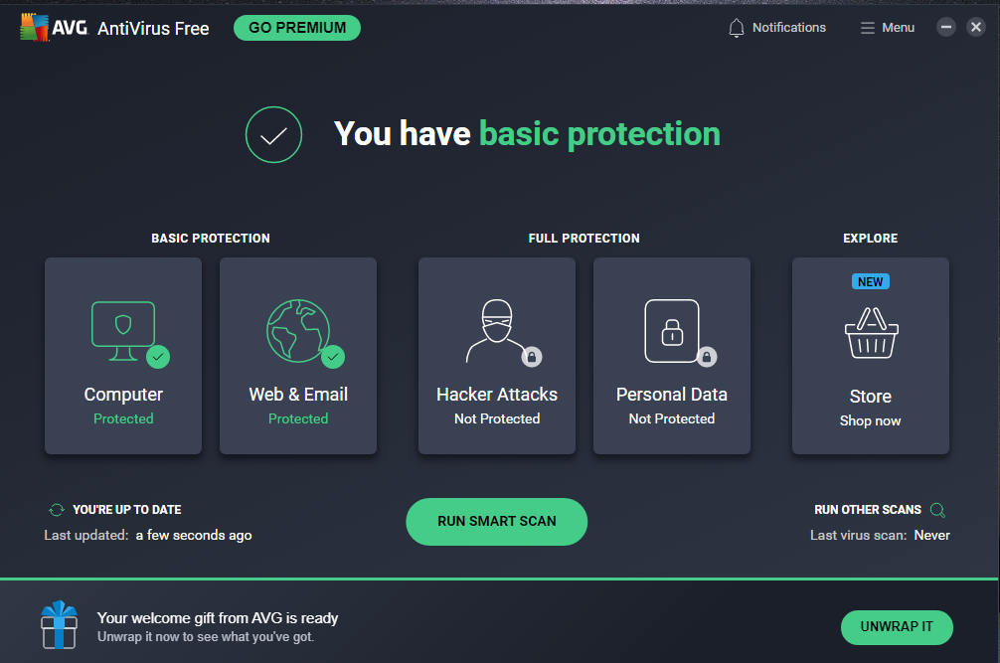 AVG AntiVirus Free GO PREMIUM Notifications Menu
You have basic protection
BASIC PROTECTION FULL PROTECTION EXPLORE
NEW
Computer Web & Email Hacker Attacks Personal Data Store
Protected Protected Not Protected Not Protected Shop now
YOU'RE UP TO DATE RUN SMART SCAN RUN OTHER SCANS
Last updated: a few seconds ago Last virus scan: Never
Your welcome gift from AVG is ready
Unwrap it now to see what you've got.
UNWRAP IT